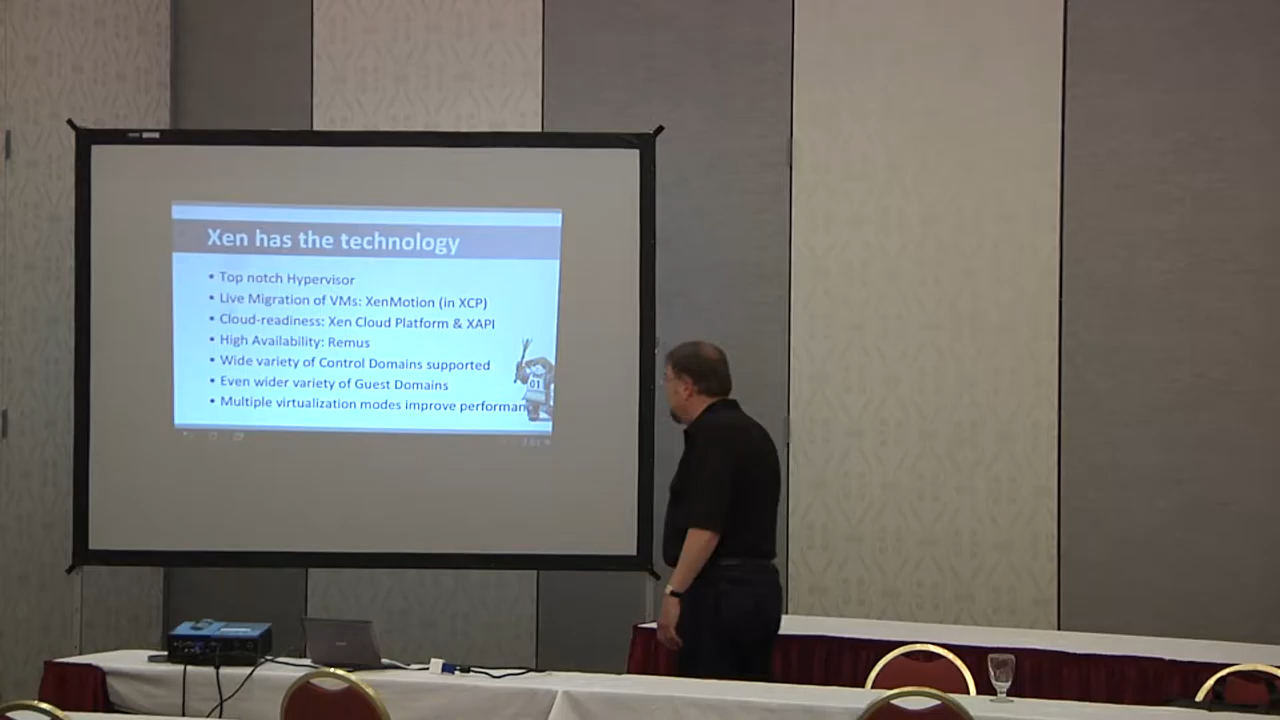 Xen has the technology
• Top notch Hypervisor
• Live Migration of VMs: XenMotion (in XCP)
• Cloud-readiness: Xen Cloud Platform & XAPI
• High Availability: Remus
• Wide variety of Control Domains supported
• Even wider variety of Guest Domains
• Multiple virtualization modes improve performan
01